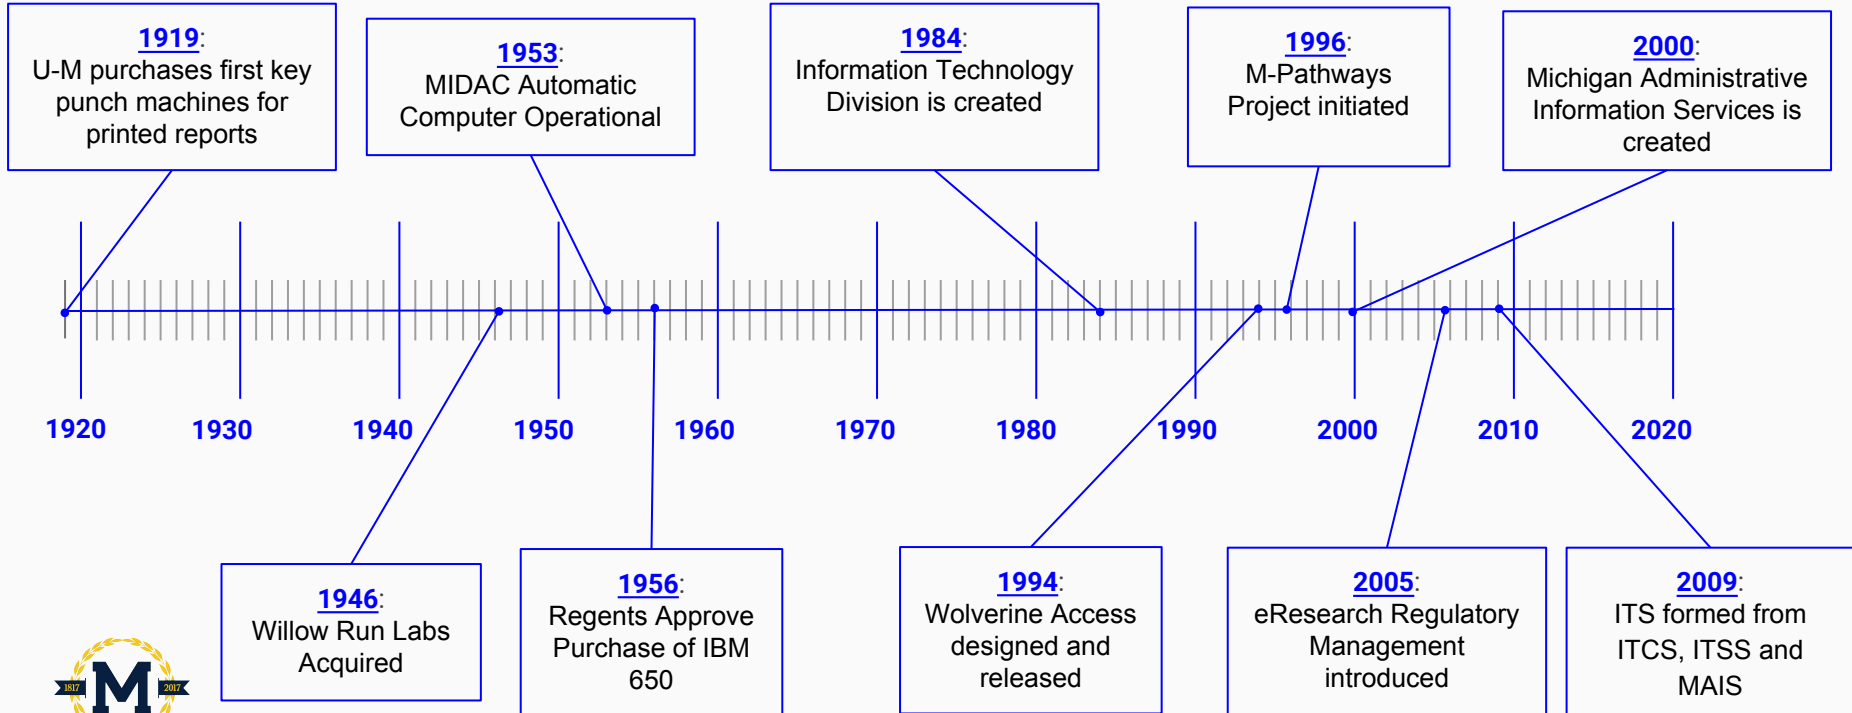 1919:
U-M purchases first key
punch machines for
printed reports
1953:
MIDAC Automatic
Computer Operational
1984:
Information Technology
Division is created
1996:
M-Pathways
Project initiated
2000:
Michigan Administrative
Information Services is
created
1920
1930
1940
1950
1960
1970
1980
1990
2000
2010
2020
1946:
Willow Run Labs
Acquired
1956:
Regents Approve
Purchase of IBM
650
1994:
Wolverine Access
designed and
released
2005:
eResearch Regulatory
Management
introduced
2009:
ITS formed from
ITCS, ITSS and
MAIS
1817 M 2017